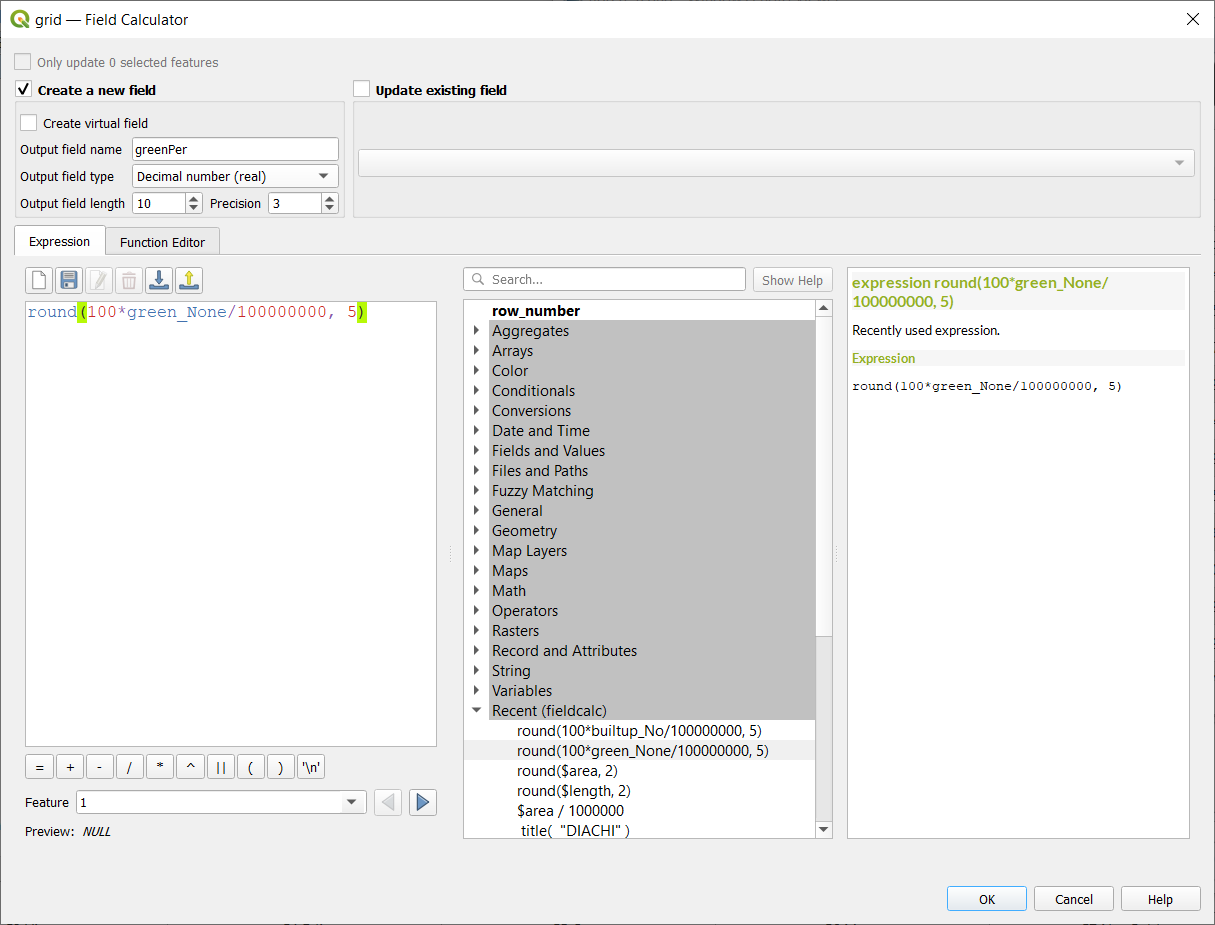 grid — Field Calculator
Only update 0 selected features
Create a new field
Update existing field
Create virtual field
Output field name greenPer
Output field type Decimal number (real)
Output field length 10 Precision 3
Expression Function Editor
Search... Show Help
round(100*green_None/100000000, 5)
row_number
Aggregates
Arrays
Color
Conditionals
Conversions
Date and Time
Fields and Values
Files and Paths
Fuzzy Matching
General
Geometry
Map Layers
Maps
Math
Operators
Rasters
Record and Attributes
String
Variables
Recent (fieldcalc)
round(100*builtup_No/100000000, 5)
round(100*green_None/100000000, 5)
round($area, 2)
round($length, 2)
$area / 1000000
title( "DIACHI" )
expression round(100*green_None/
100000000, 5)
Recently used expression.
Expression
round(100*green_None/100000000, 5)
= + - / * ^ || ( ) '\n'
Feature 1
Preview: NULL
OK Cancel Help